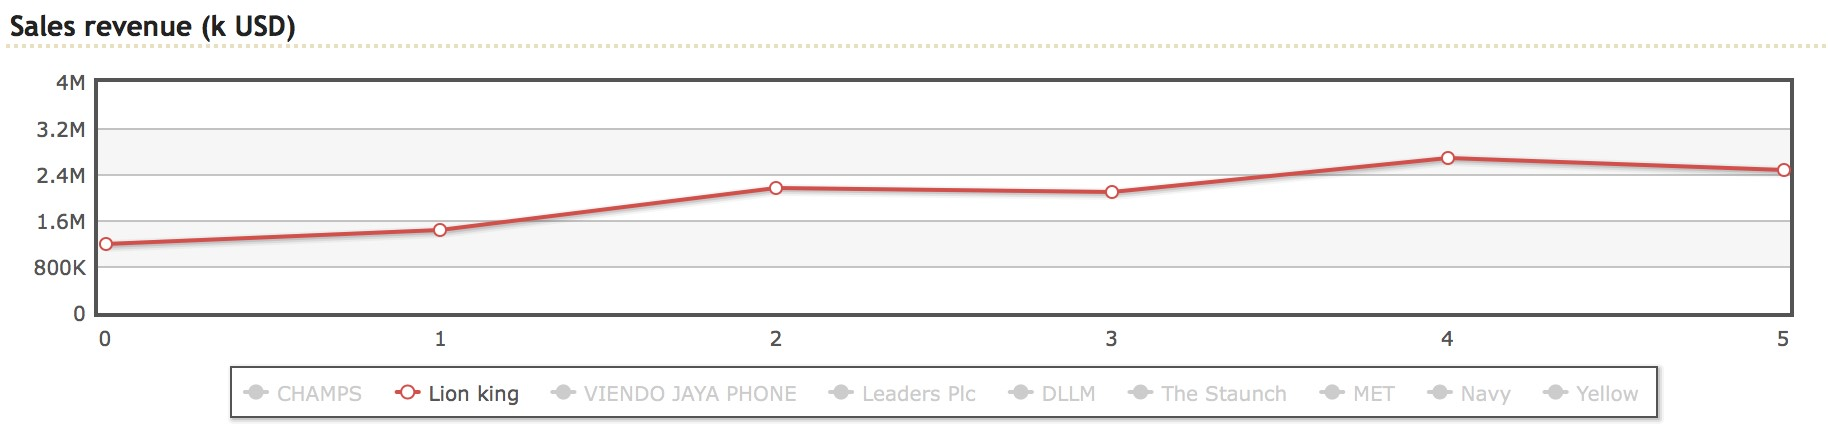 Sales revenue (k USD)
4M
3.2M
2.4M
1.6M
800K
0
0 1 2 3 4 5
CHAMPS Lion king VIENDO JAYA PHONE Leaders Plc DLLM The Staunch MET Navy Yellow